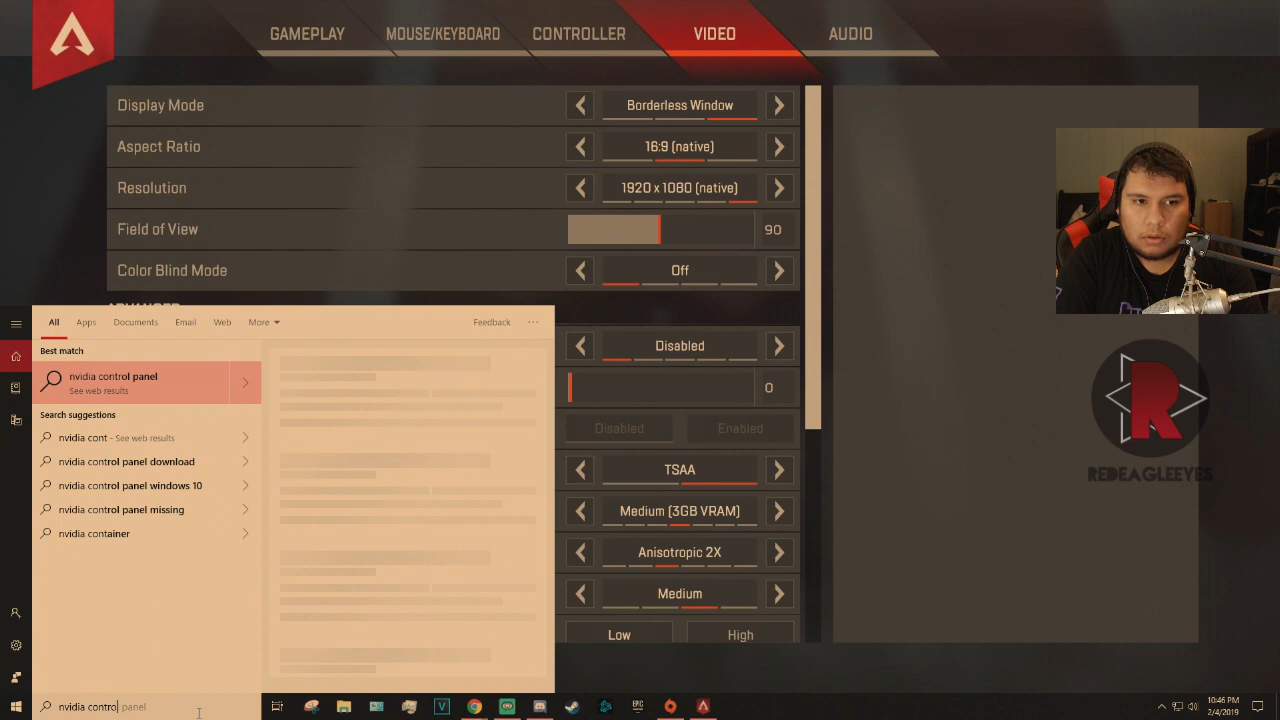 GAMEPLAY
MOUSE/KEYBOARD
CONTROLLER
VIDEO
AUDIO
Display Mode
Borderless Window
Aspect Ratio
16:9 (native)
Resolution
1920 x 1080 (native)
Field of View
90
Color Blind Mode
Off
ADVANCED
Disabled
0
Disabled
Enabled
TSAA
Medium (3GB VRAM)
Anisotropic 2X
Medium
Low
High
All
Apps
Documents
Email
Web
More
Feedback
...
Best match
nvidia control panel
See web results
Search suggestions
nvidia cont - See web results
nvidia control panel download
nvidia control panel windows 10
nvidia control panel missing
nvidia container
nvidia control panel
R
REDEAGLEEYES
V
EPIC
10:46 PM
2/4/2019